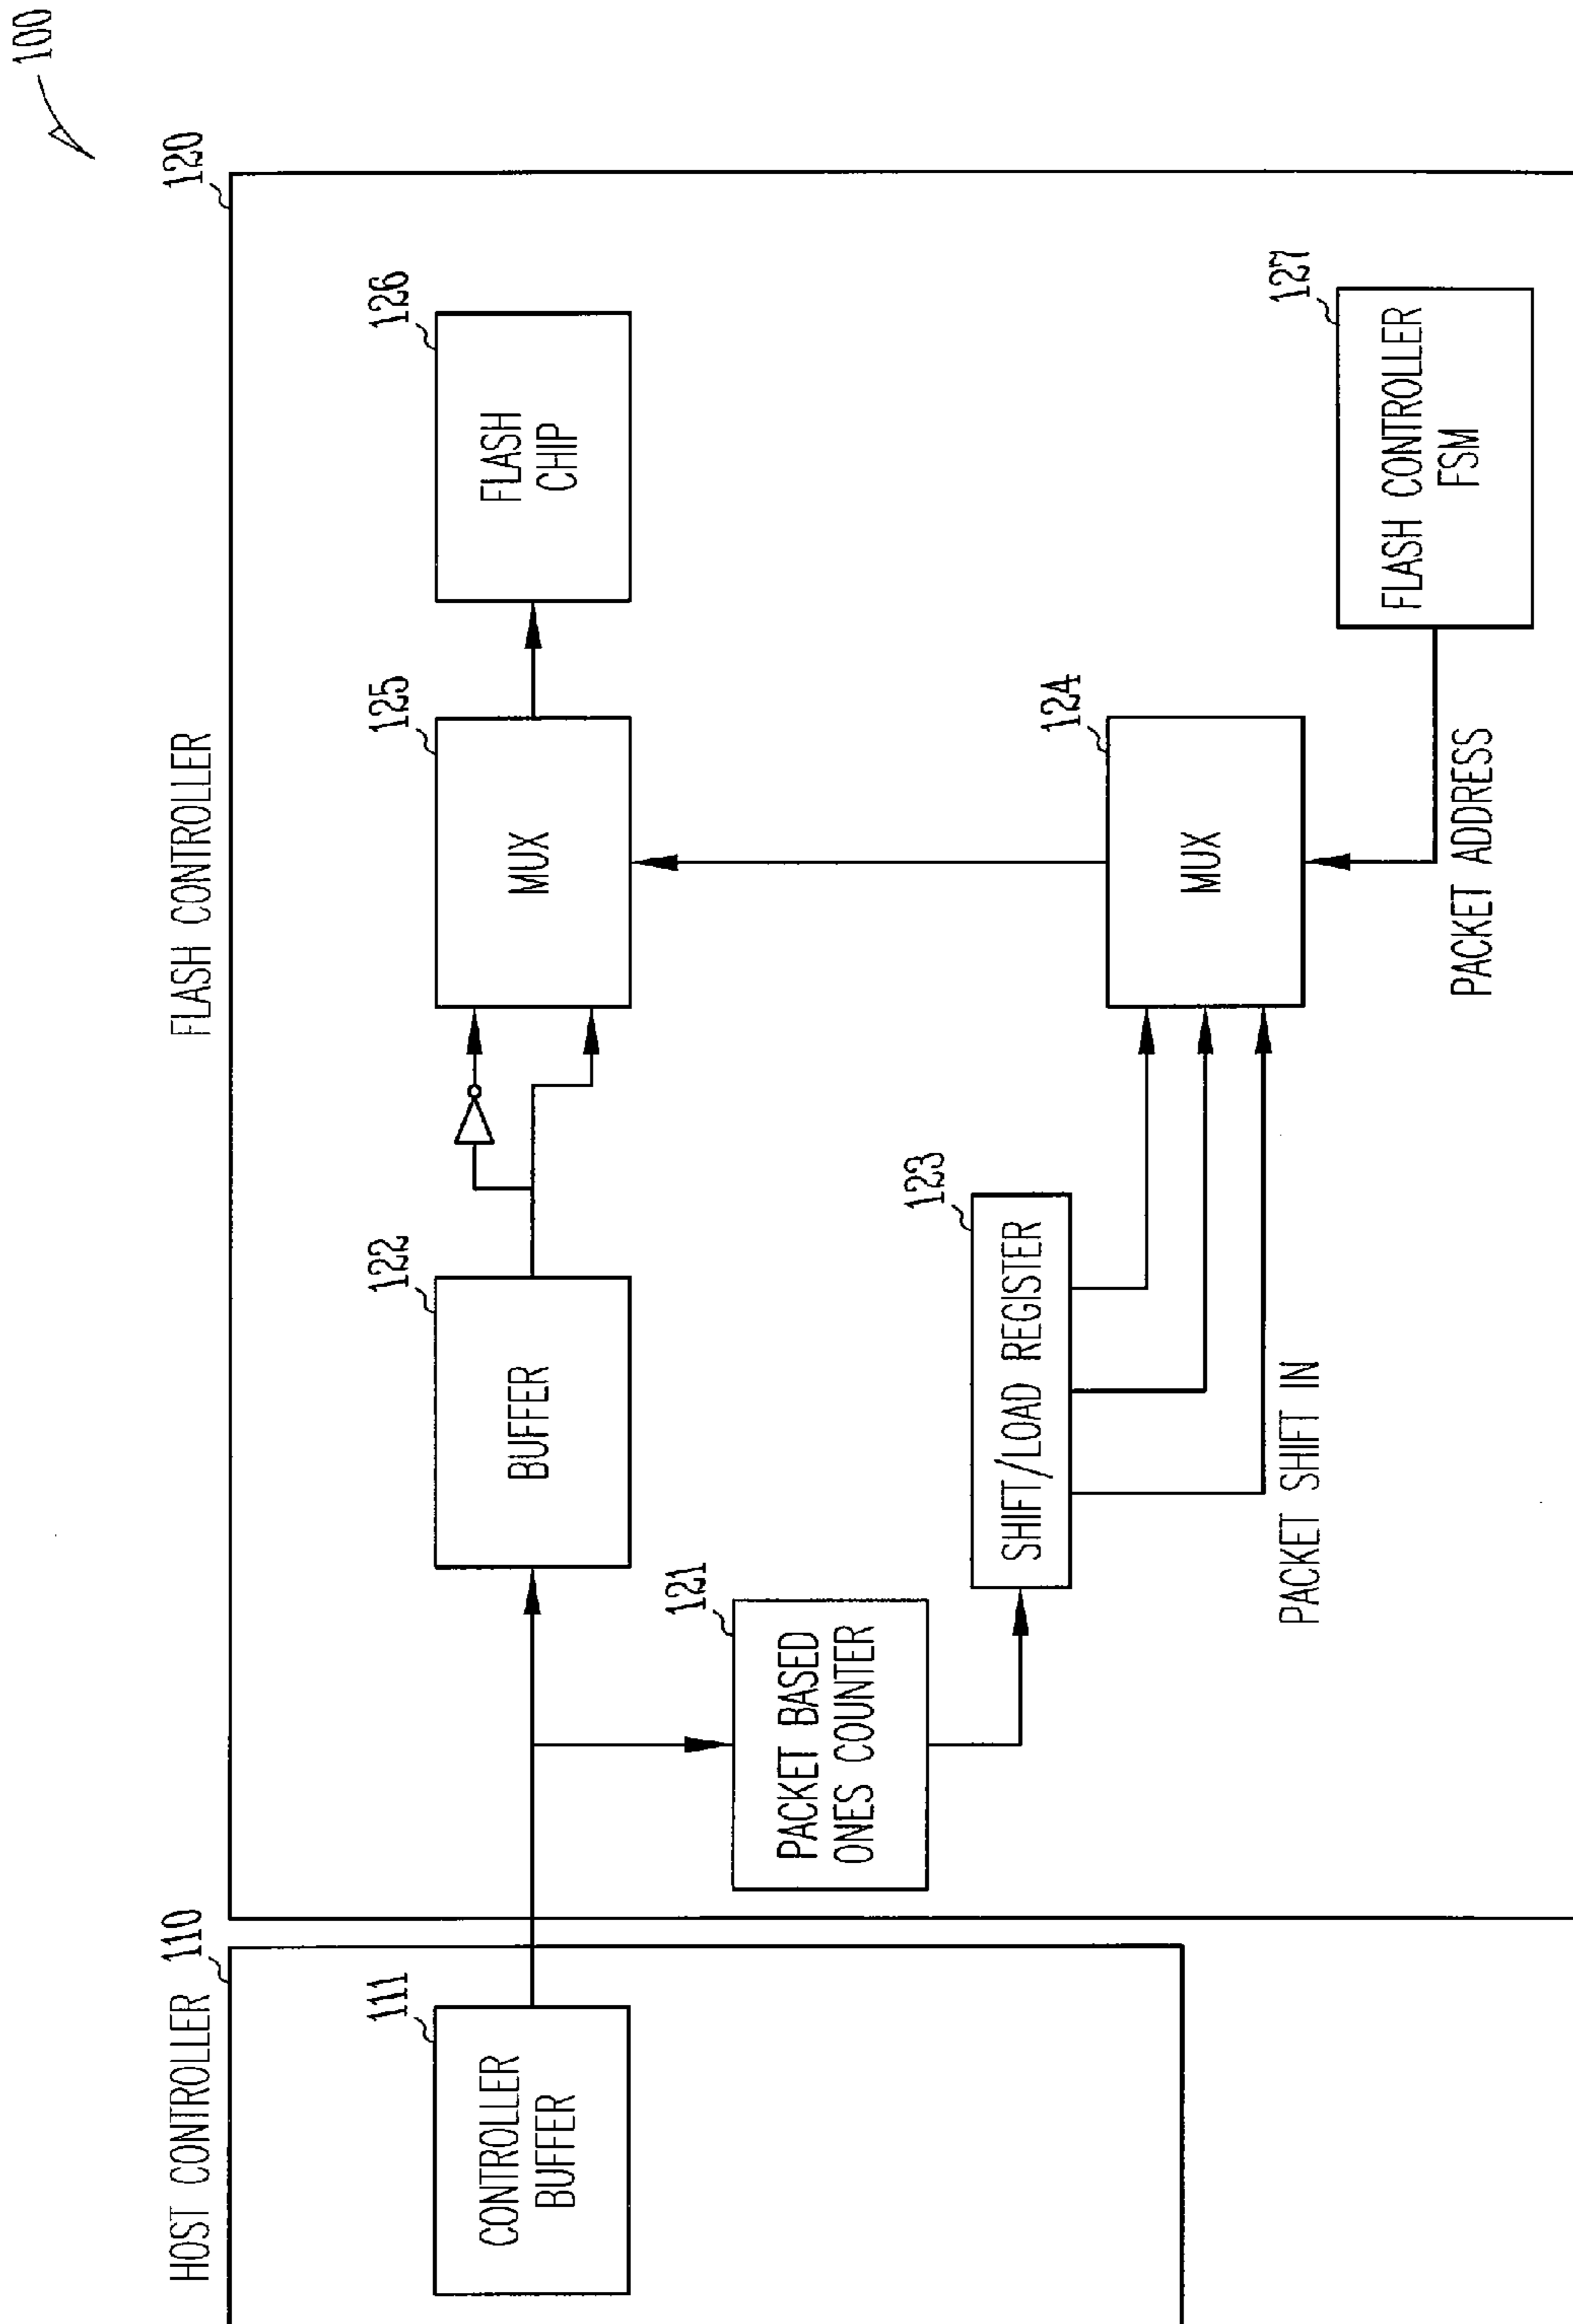 100
HOST CONTROLLER 110
FLASH CONTROLLER
120
111
CONTROLLER
BUFFER
122
BUFFER
125
MUX
126
FLASH
CHIP
121
PACKET BASED
ONES COUNTER
123
SHIFT/LOAD REGISTER
PACKET SHIFT IN
124
MUX
PACKET ADDRESS
127
FLASH CONTROLLER
FSM